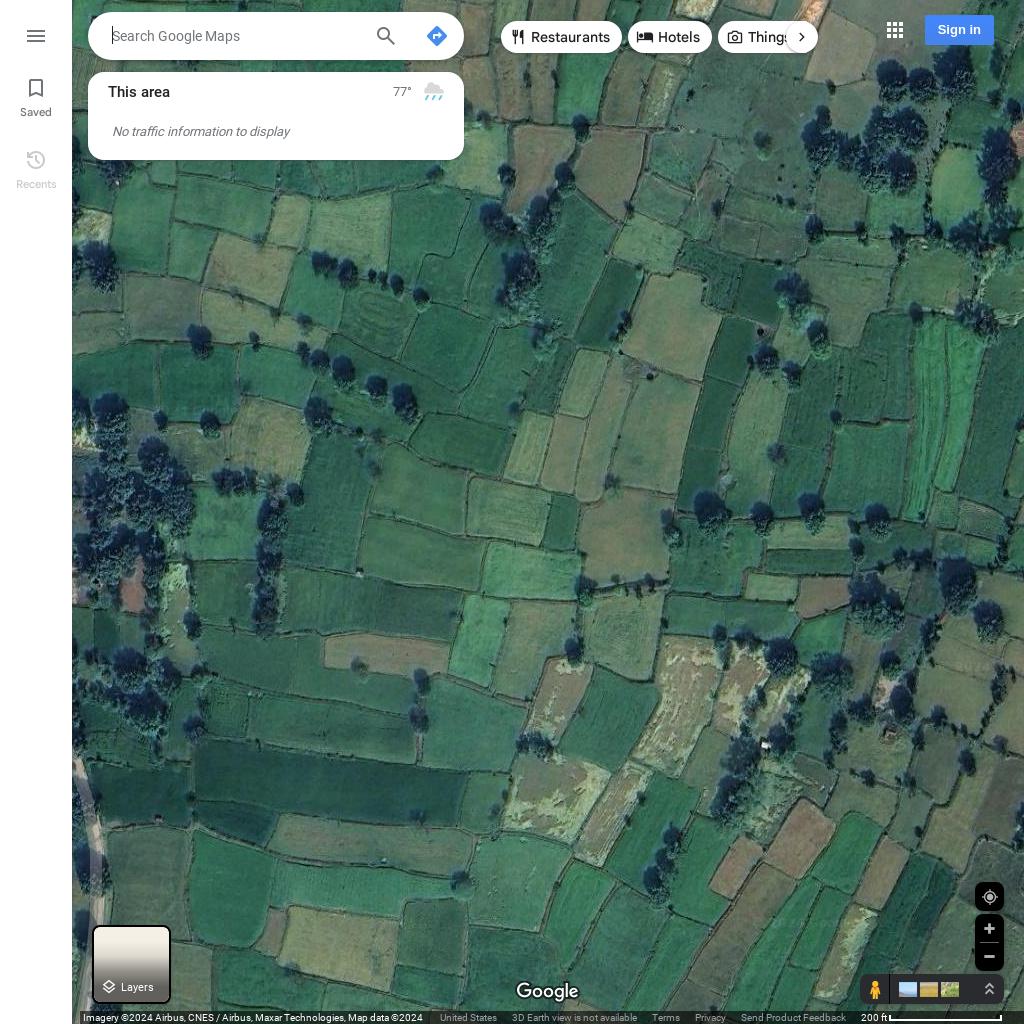 Search Google Maps
Restaurants
Hotels
Things
Sign in
Saved
This area
77°
No traffic information to display
Recents
Layers
Google
Imagery ©2024 Airbus, CNES / Airbus, Maxar Technologies, Map data ©2024
United States
3D Earth view is not available
Terms
Privacy
Send Product Feedback
200 ft